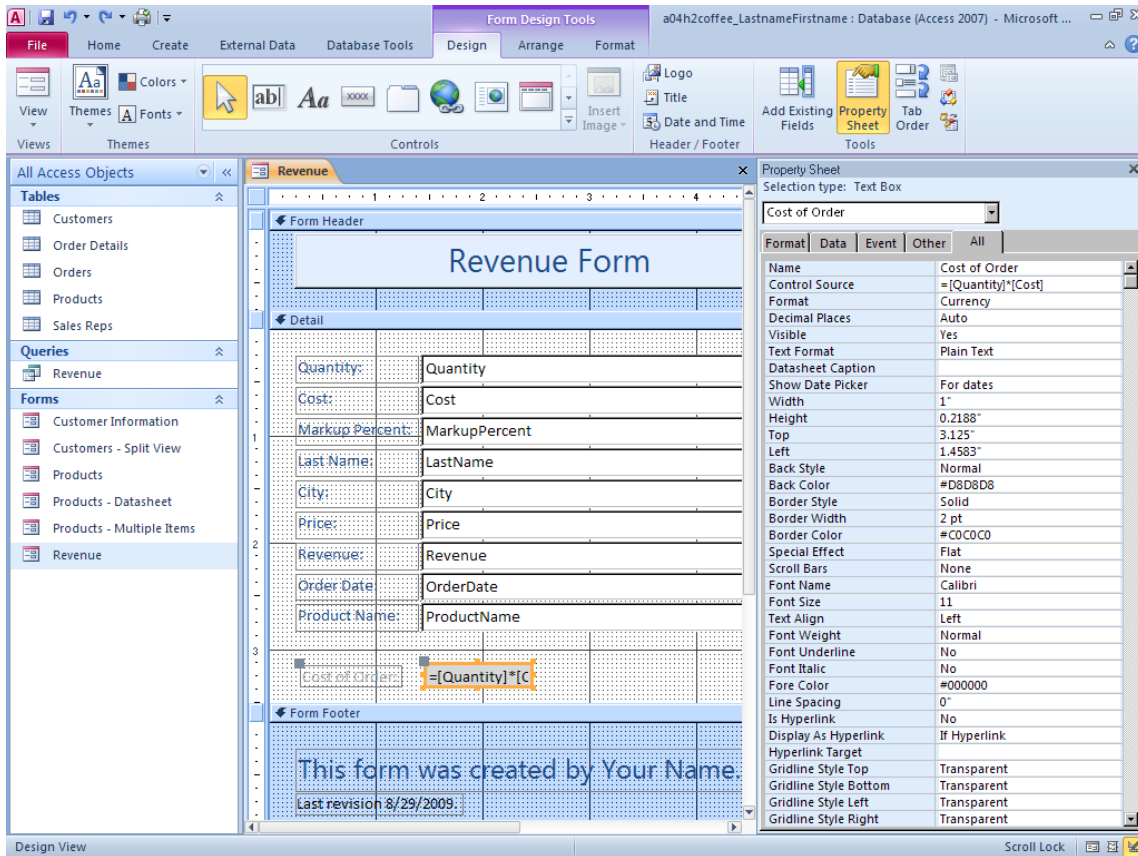 Form Design Tools
a04h2coffee_LastnameFirstname : Database (Access 2007) - Microsoft ...
File Home Create External Data Database Tools Design Arrange Format
View
Views
Aa
Themes
Colors
A Fonts
Themes
ab| Aa xxxx
Insert Image
Controls
Logo
Title
Date and Time
Header / Footer
Add Existing Fields
Property Sheet
Tab Order
Tools
All Access Objects
Tables
Customers
Order Details
Orders
Products
Sales Reps
Queries
Revenue
Forms
Customer Information
Customers - Split View
Products
Products - Datasheet
Products - Multiple Items
Revenue
Revenue
1 2 3 4
Form Header
Revenue Form
Detail
Quantity: Quantity
Cost: Cost
1
Markup Percent: MarkupPercent
Last Name: LastName
City: City
Price: Price
2
Revenue: Revenue
Order Date: OrderDate
Product Name: ProductName
3
Cost of Order: =[Quantity]*[C
Form Footer
This form was created by Your Name.
Last revision 8/29/2009.
Property Sheet
Selection type: Text Box
Cost of Order
Format Data Event Other All
Name Cost of Order
Control Source =[Quantity]*[Cost]
Format Currency
Decimal Places Auto
Visible Yes
Text Format Plain Text
Datasheet Caption
Show Date Picker For dates
Width 1"
Height 0.2188"
Top 3.125"
Left 1.4583"
Back Style Normal
Back Color #D8D8D8
Border Style Solid
Border Width 2 pt
Border Color #C0C0C0
Special Effect Flat
Scroll Bars None
Font Name Calibri
Font Size 11
Text Align Left
Font Weight Normal
Font Underline No
Font Italic No
Fore Color #000000
Line Spacing 0"
Is Hyperlink No
Display As Hyperlink If Hyperlink
Hyperlink Target
Gridline Style Top Transparent
Gridline Style Bottom Transparent
Gridline Style Left Transparent
Gridline Style Right Transparent
Design View
Scroll Lock